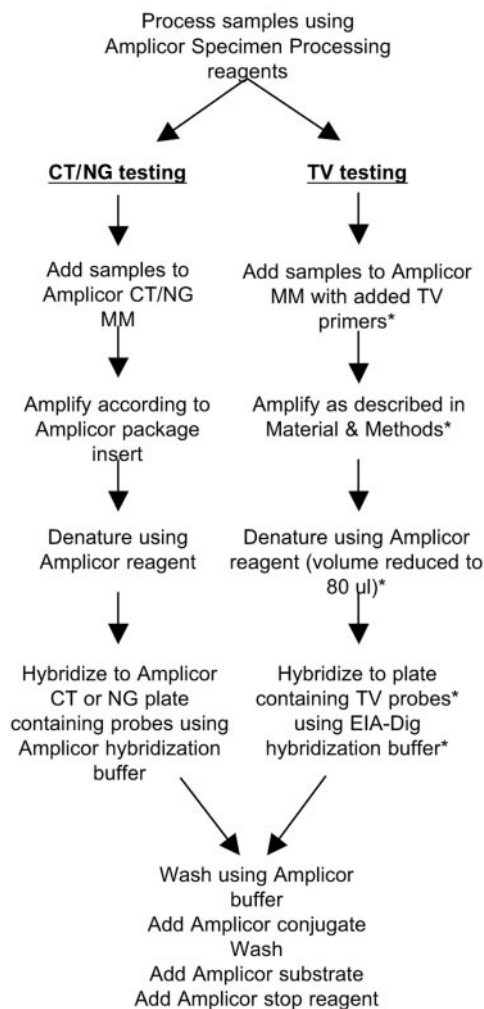 Process samples using
Amplicor Specimen Processing
reagents
CT/NG testing
Add samples to
Amplicor CT/NG
MM
Amplify according to
Amplicor package
insert
Denature using
Amplicor reagent
Hybridize to Amplicor
CT or NG plate
containing probes using
Amplicor hybridization
buffer
TV testing
Add samples to Amplicor
MM with added TV
primers*
Amplify as described in
Material & Methods*
Denature using Amplicor
reagent (volume reduced to
80 µl)*
Hybridize to plate
containing TV probes*
using EIA-Dig
hybridization buffer*
Wash using Amplicor
buffer
Add Amplicor conjugate
Wash
Add Amplicor substrate
Add Amplicor stop reagent